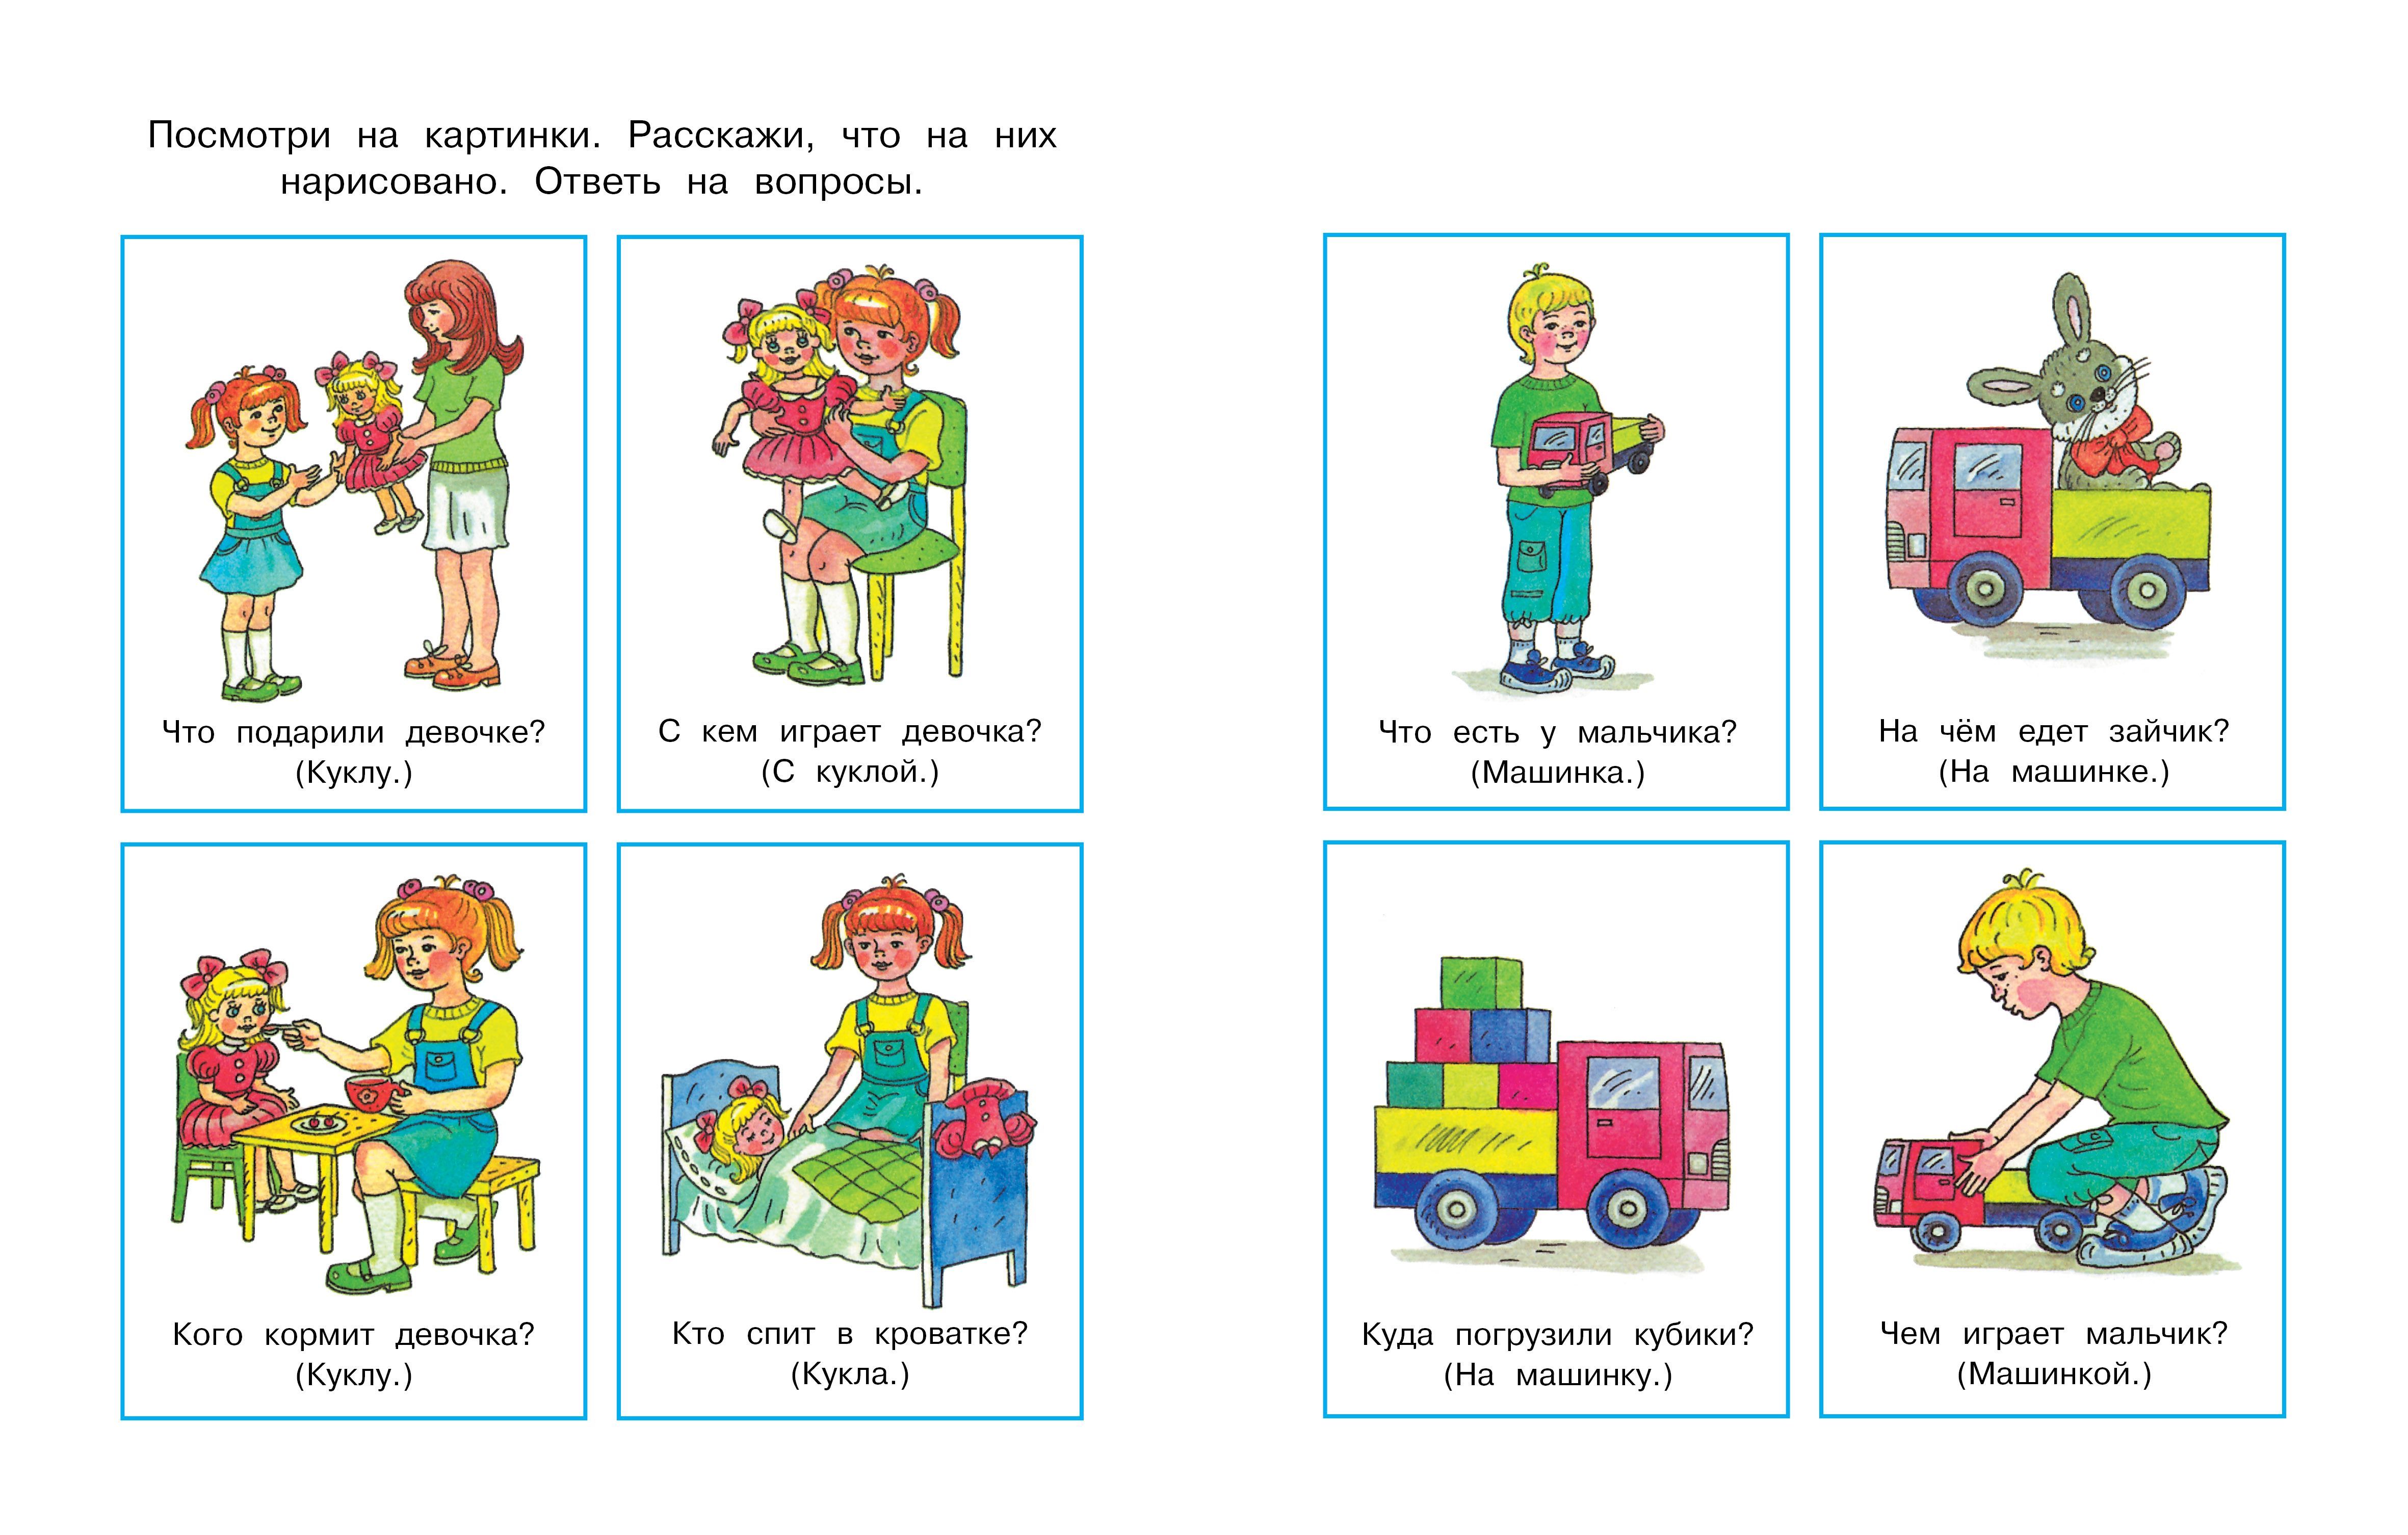 Посмотри на картинки. Расскажи, что на них
нарисовано. Ответь на вопросы.
Что подарили девочке?
(Куклу.)
С кем играет девочка?
(С куклой.)
Кого кормит девочка?
(Куклу.)
Кто спит в кроватке?
(Кукла.)
Что есть у мальчика?
(Машинка.)
На чём едет зайчик?
(На машинке.)
Куда погрузили кубики?
(На машинку.)
Чем играет мальчик?
(Машинкой.)